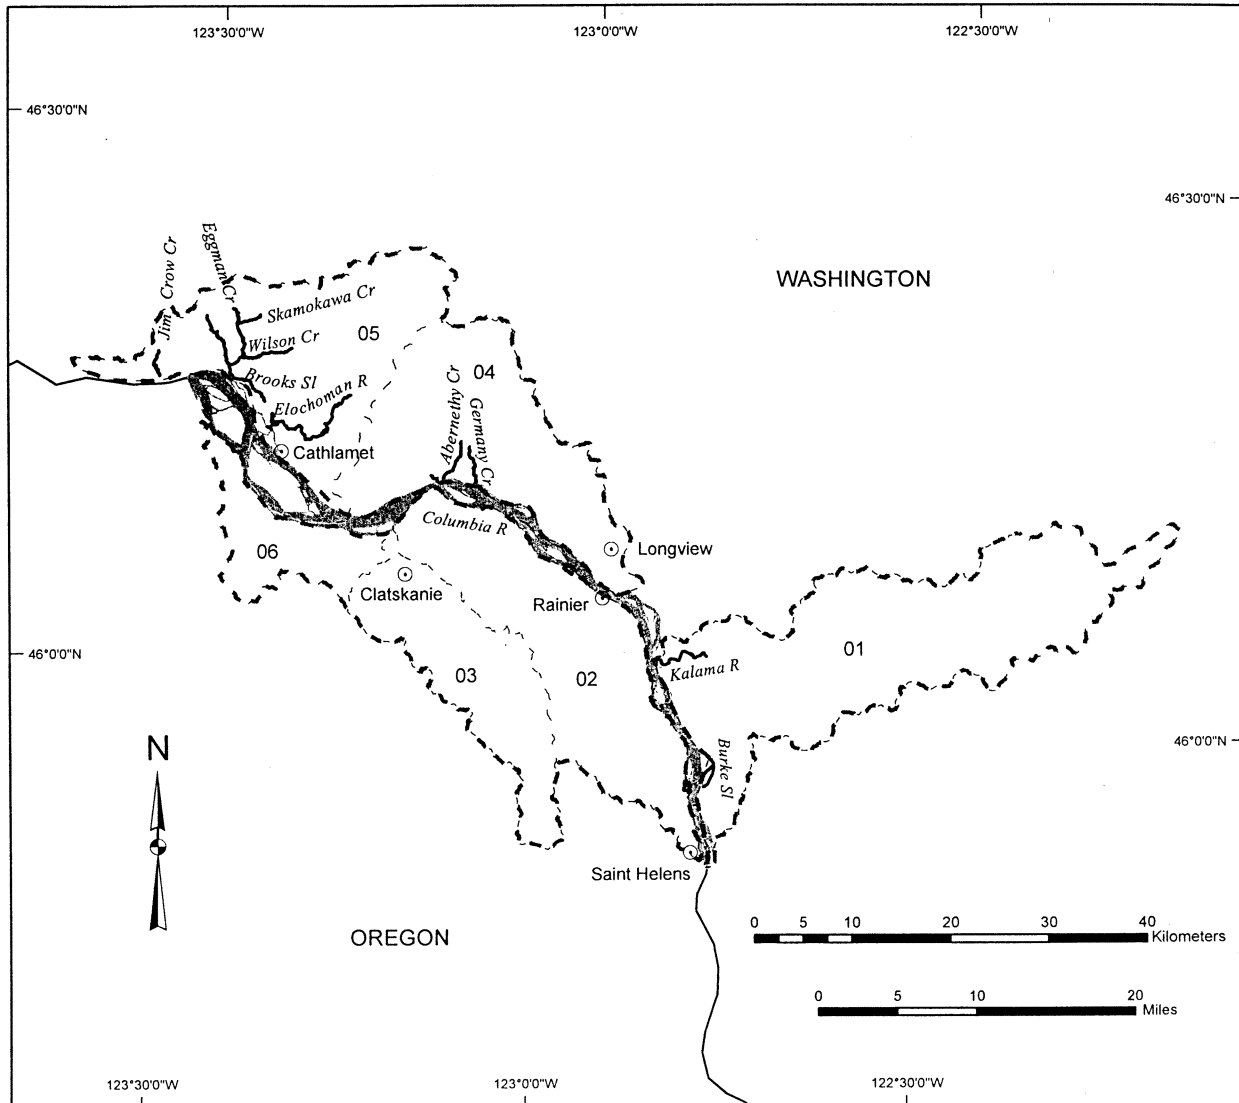 123°30'0"W
123°0'0"W
122°30'0"W
46°30'0"N
46°30'0"N
Jim Crow Cr
Eggman Cr
WASHINGTON
Skamokawa Cr
05
Wilson Cr
04
Brooks Sl
Elochoman R
Abernethy Cr
Germany Cr
Cathlamet
Columbia R
06
Longview
Clatskanie
Rainier
46°0'0"N
01
Kalama R
03
02
46°0'0"N
N
Burke Sl
Saint Helens
OREGON
0 5 10 20 30 40
Kilometers
0 5 10 20
Miles
123°30'0"W
123°0'0"W
122°30'0"W